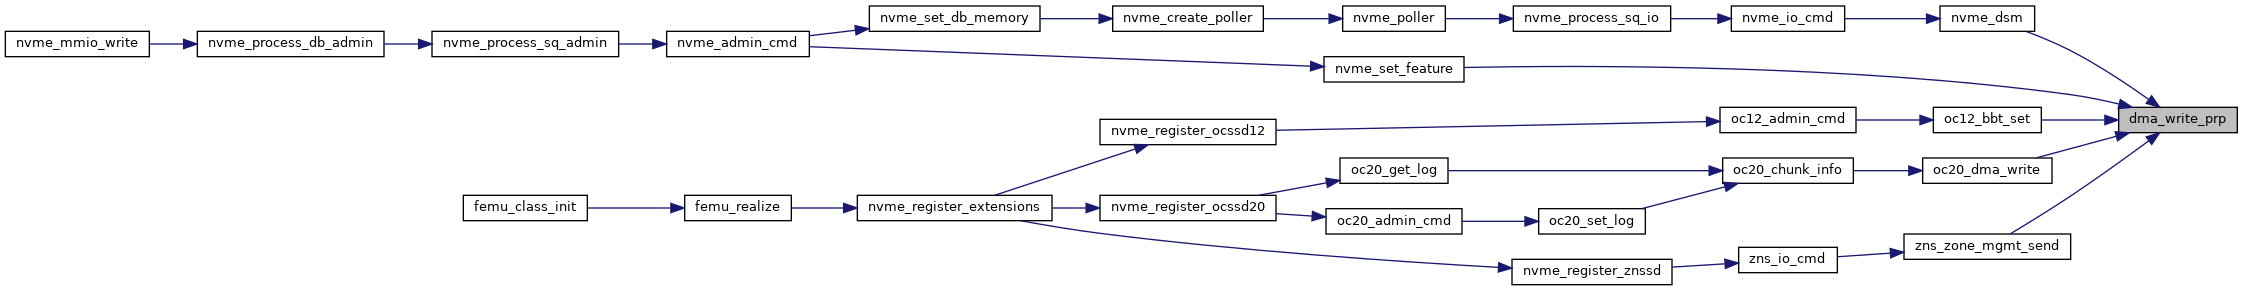 nvme_mmio_write
nvme_process_db_admin
nvme_process_sq_admin
nvme_admin_cmd
nvme_set_db_memory
nvme_create_poller
nvme_poller
nvme_process_sq_io
nvme_io_cmd
nvme_dsm
nvme_set_feature
dma_write_prp
nvme_register_ocssd12
oc12_admin_cmd
oc12_bbt_set
oc20_get_log
oc20_chunk_info
oc20_dma_write
femu_class_init
femu_realize
nvme_register_extensions
nvme_register_ocssd20
oc20_admin_cmd
oc20_set_log
zns_zone_mgmt_send
zns_io_cmd
nvme_register_znssd